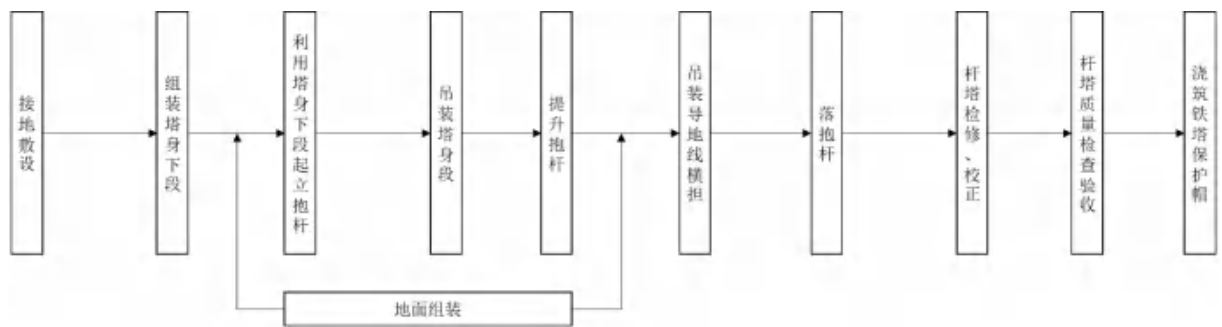 接地敷设
组装塔身下段
利用塔身下段起立抱杆
吊装塔身段
提升抱杆
吊装导地线横担
落抱杆
杆塔检修、校正
杆塔质量检查验收
浇筑铁塔保护帽
地面组装